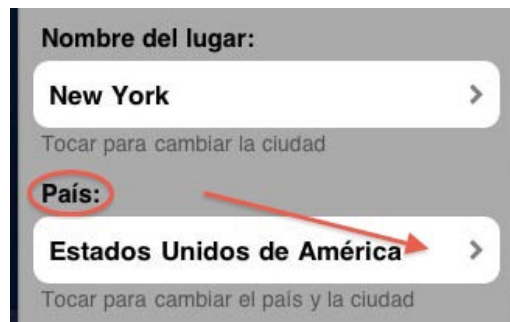 Nombre del lugar:
New York
Tocar para cambiar la ciudad
País:
Estados Unidos de América
Tocar para cambiar el país y la ciudad